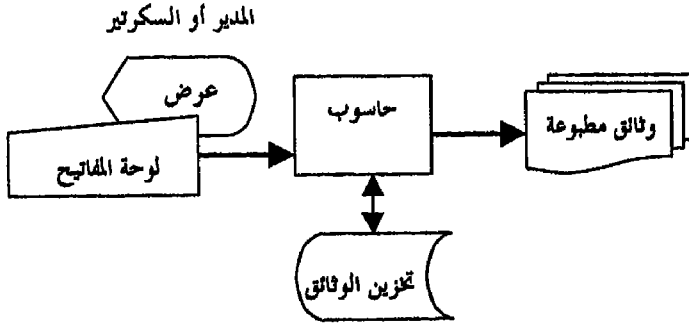 المدير أو السكرتير
عرض
لوحة المفاتيح
حاسوب
وثائق مطبوعة
تخزين الوثائق